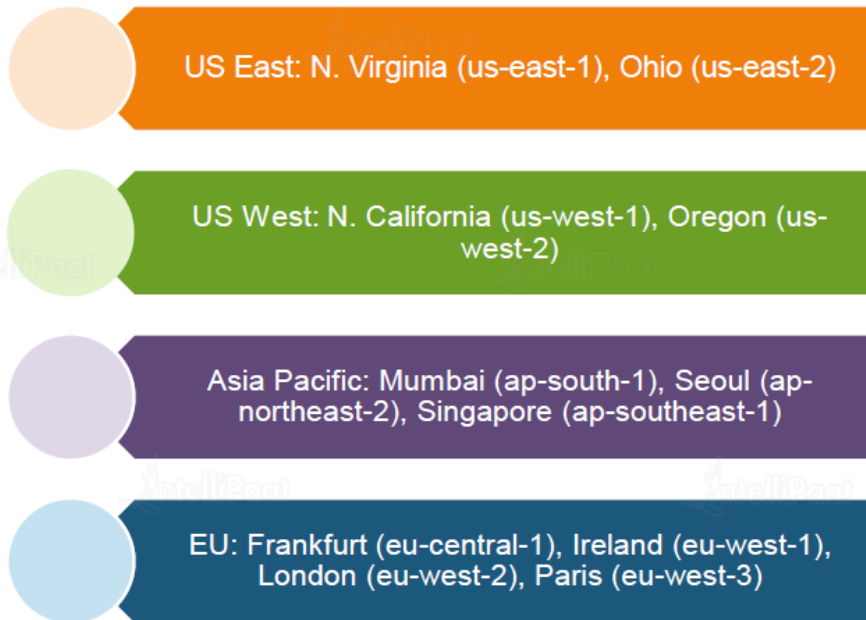 US East: N. Virginia (us-east-1), Ohio (us-east-2)
US West: N. California (us-west-1), Oregon (us-
west-2)
Asia Pacific: Mumbai (ap-south-1), Seoul (ap-
northeast-2), Singapore (ap-southeast-1)
IntelliPaat
IntelliPaat
EU: Frankfurt (eu-central-1), Ireland (eu-west-1),
London (eu-west-2), Paris (eu-west-3)